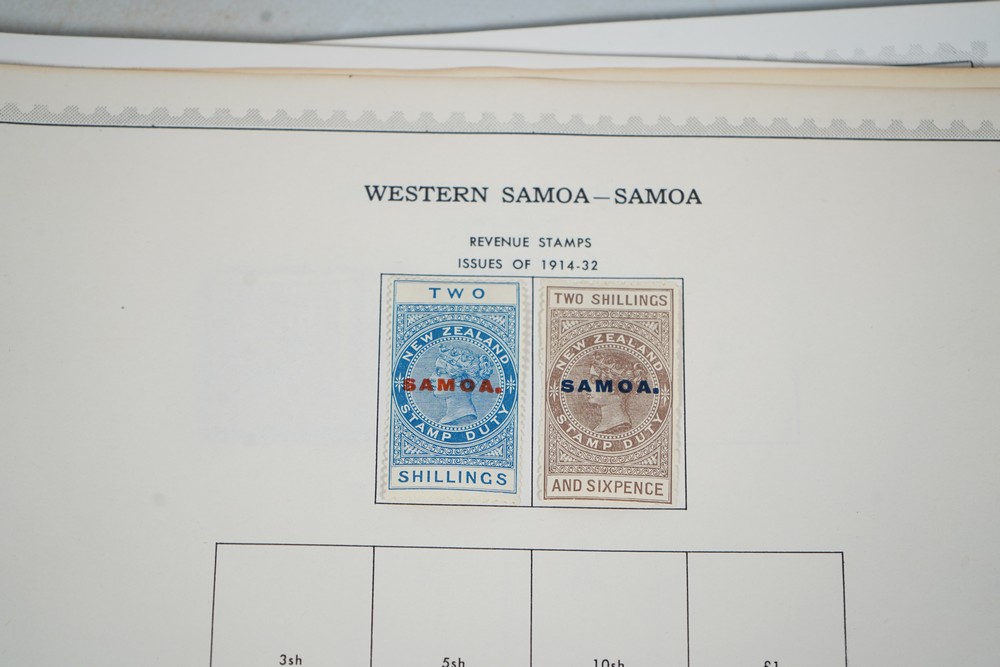 WESTERN SAMOA—SAMOA
REVENUE STAMPS
ISSUES OF 1914-32
TWO
NEW ZEALAND
SAMOA.
STAMP DUTY
SHILLINGS
TWO SHILLINGS
NEW ZEALAND
SAMOA.
STAMP DUTY
AND SIXPENCE
3sh
5sh
10sh
£1